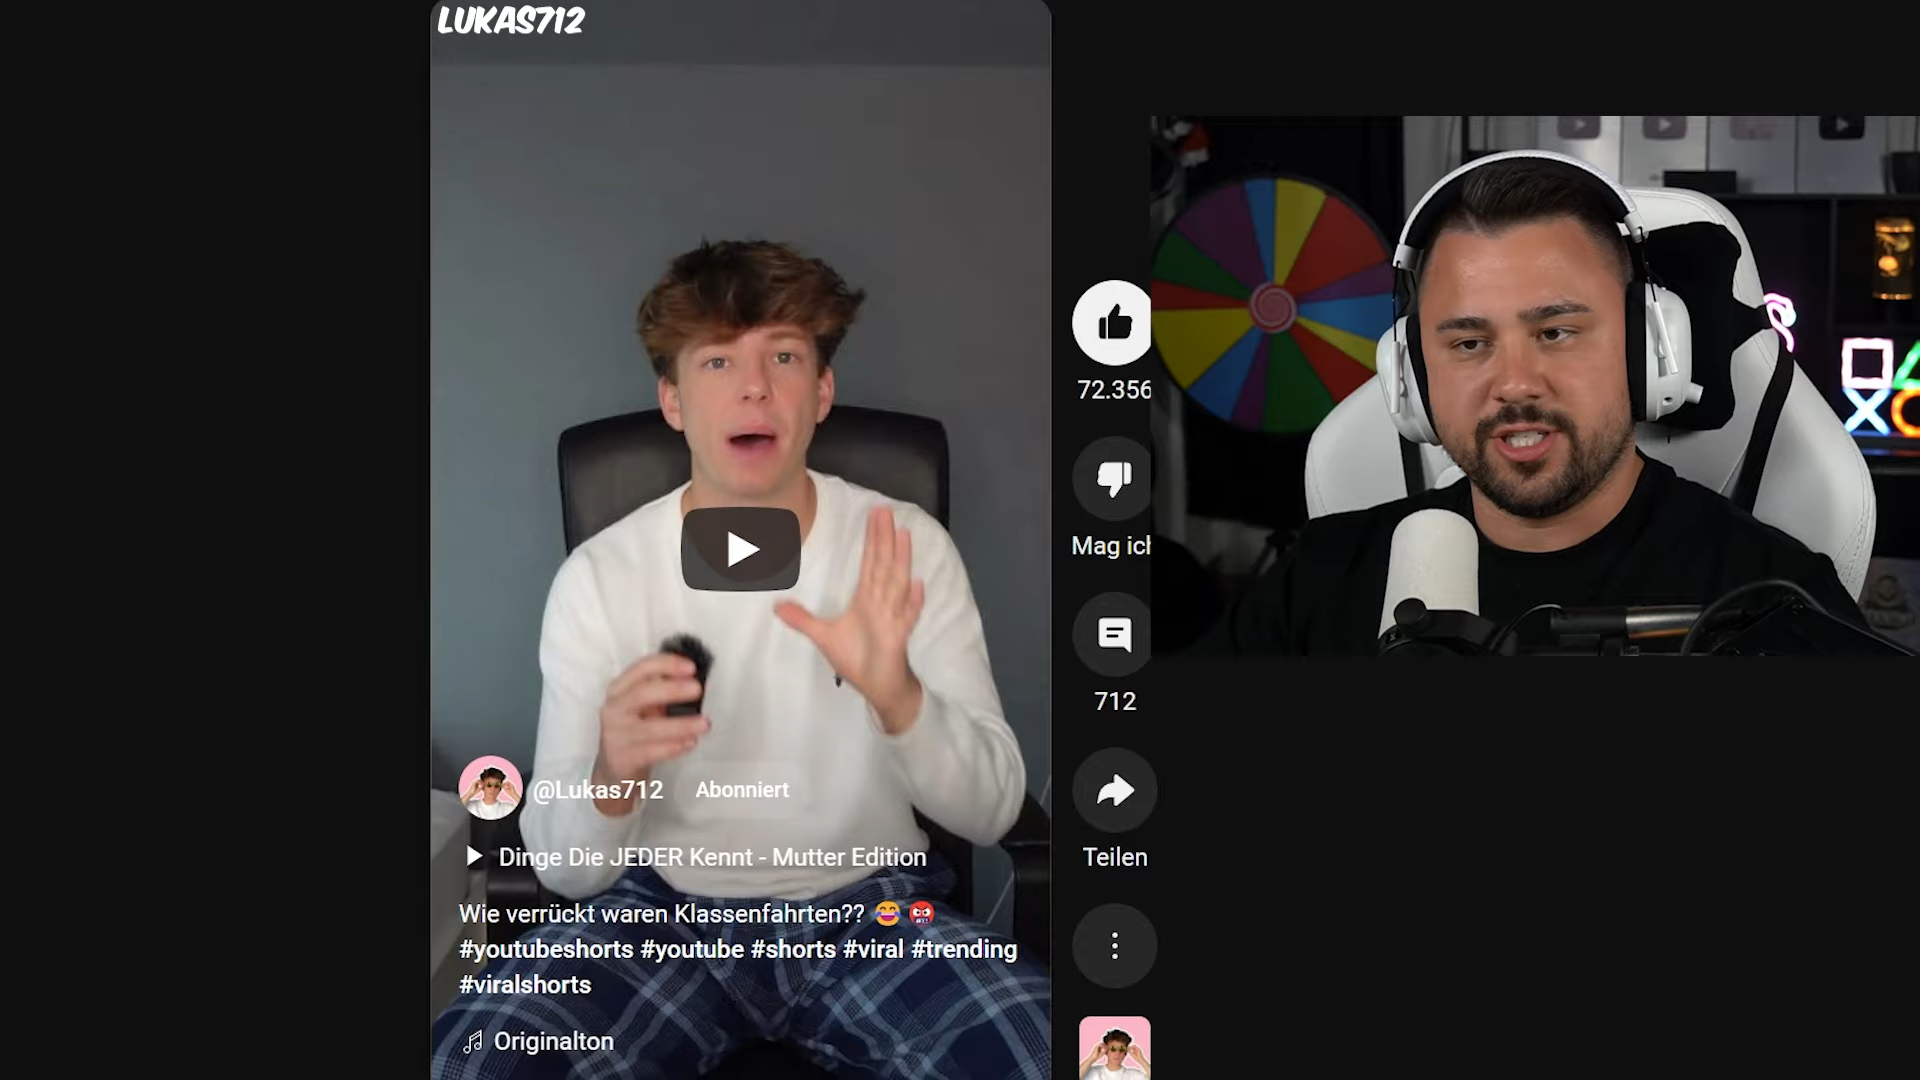 LUKAS712
72.356
Mag ich
712
Teilen
@Lukas712 Abonniert
Dinge Die JEDER Kennt - Mutter Edition
Wie verrückt waren Klassenfahrten?? 😂 🤬
#youtubeshorts #youtube #shorts #viral #trending
#viralshorts
Originalton